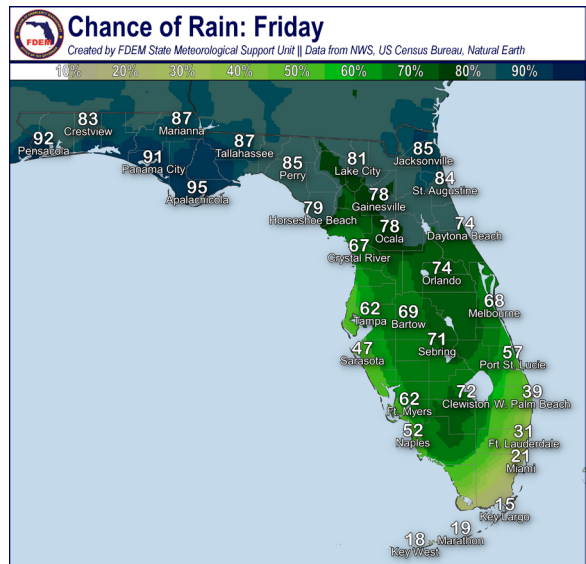 FDEM
Chance of Rain: Friday
Created by FDEM State Meteorological Support Unit || Data from NWS, US Census Bureau, Natural Earth
10% 20% 30% 40% 50% 60% 70% 80% 90%
83
Crestview
87
Marianna
92
Pensacola
91
Panama City
87
Tallahassee
95
Apalachicola
85
Perry
81
Lake City
85
Jacksonville
84
St. Augustine
78
Gainesville
79
Horseshoe Beach
78
Ocala
74
Daytona Beach
67
Crystal River
74
Orlando
68
Melbourne
62
Tampa
69
Bartow
71
Sebring
47
Sarasota
57
Port St. Lucie
62
Ft. Myers
72
Clewiston
39
W. Palm Beach
52
Naples
31
Ft. Lauderdale
21
Miami
15
Key Largo
19
Marathon
18
Key West